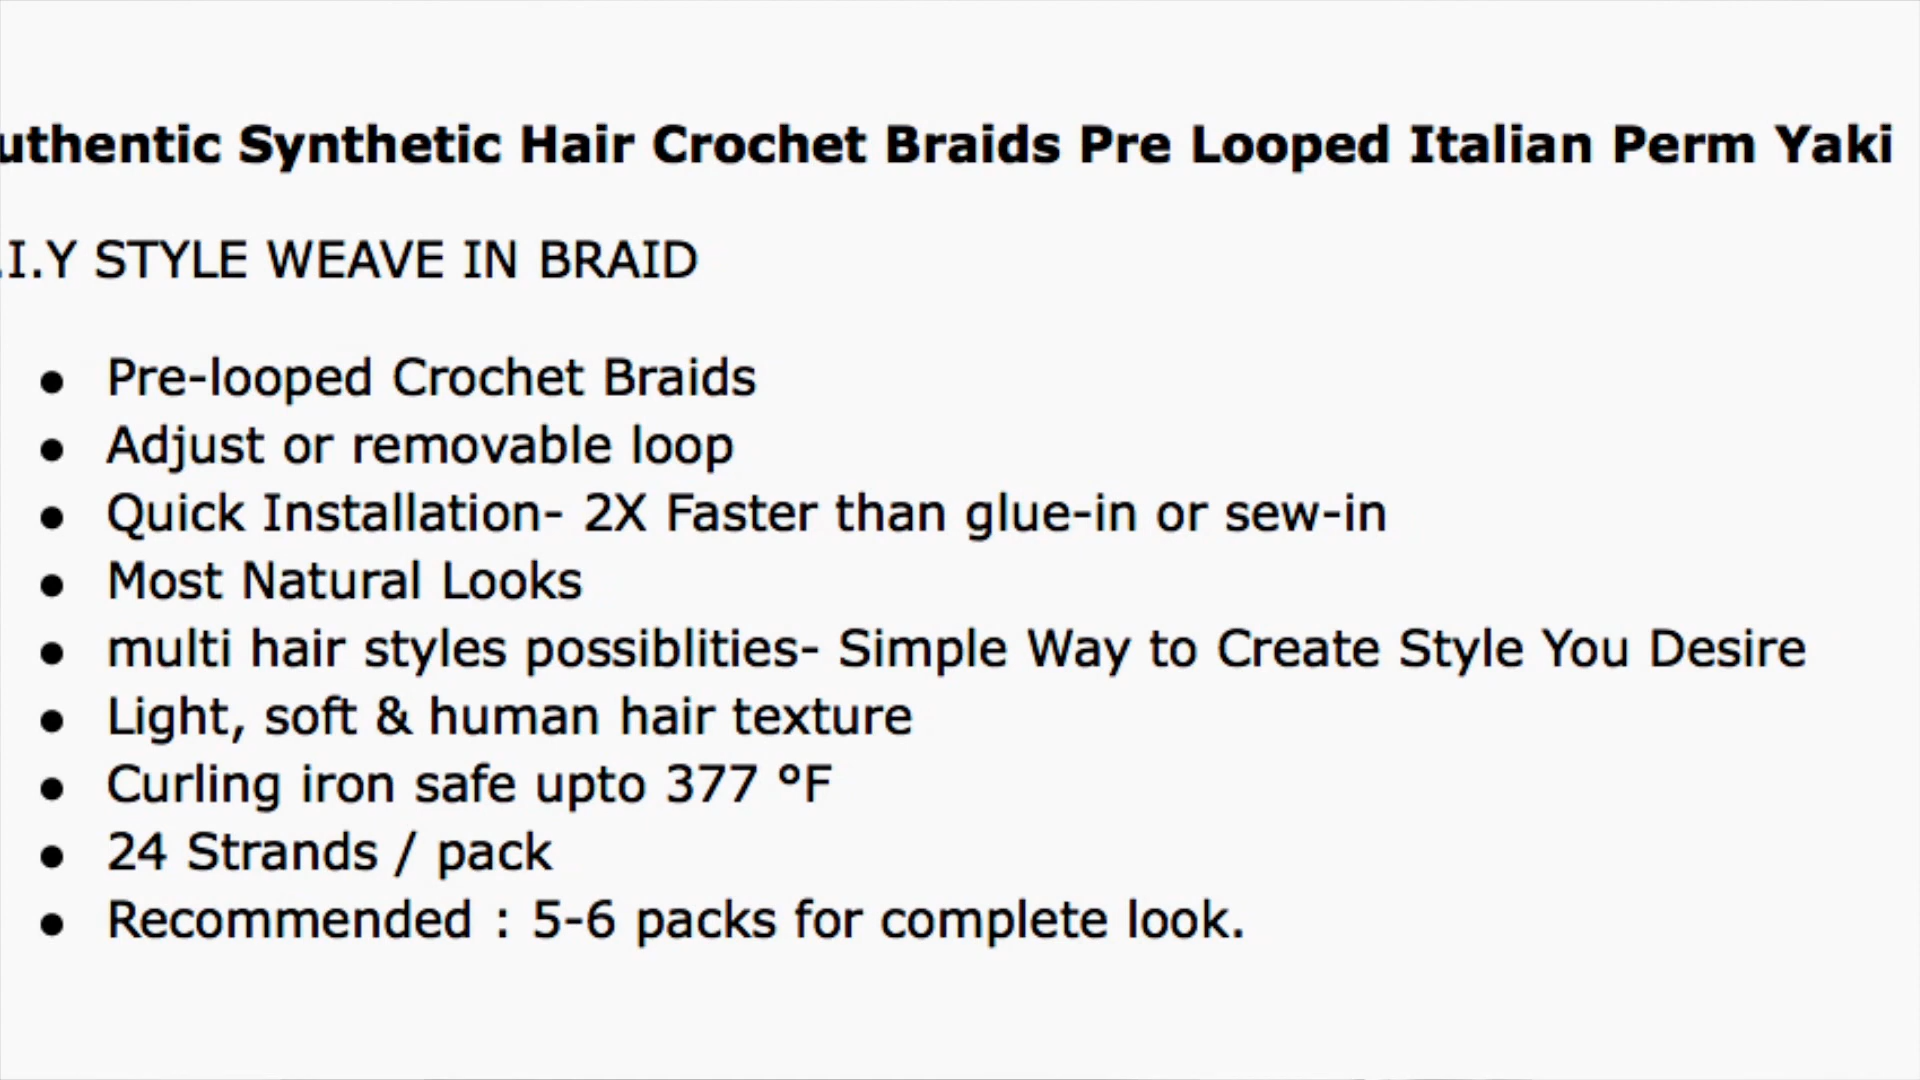 uthentic Synthetic Hair Crochet Braids Pre Looped Italian Perm Yaki
.I.Y STYLE WEAVE IN BRAID
● Pre-looped Crochet Braids
● Adjust or removable loop
● Quick Installation- 2X Faster than glue-in or sew-in
● Most Natural Looks
● multi hair styles possiblities- Simple Way to Create Style You Desire
● Light, soft & human hair texture
● Curling iron safe upto 377 °F
● 24 Strands / pack
● Recommended : 5-6 packs for complete look.